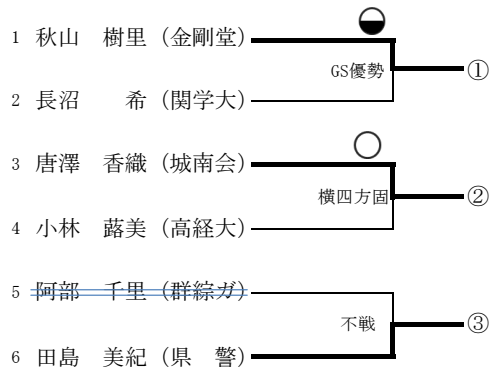 1 秋山　樹里（金剛堂）
GS優勢
①
2 長沼　　希（関学大）
3 唐澤　香織（城南会）
横四方固
②
4 小林　蕗美（高経大）
5 阿部　千里（群綜ガ）
不戦
③
6 田島　美紀（県　警）